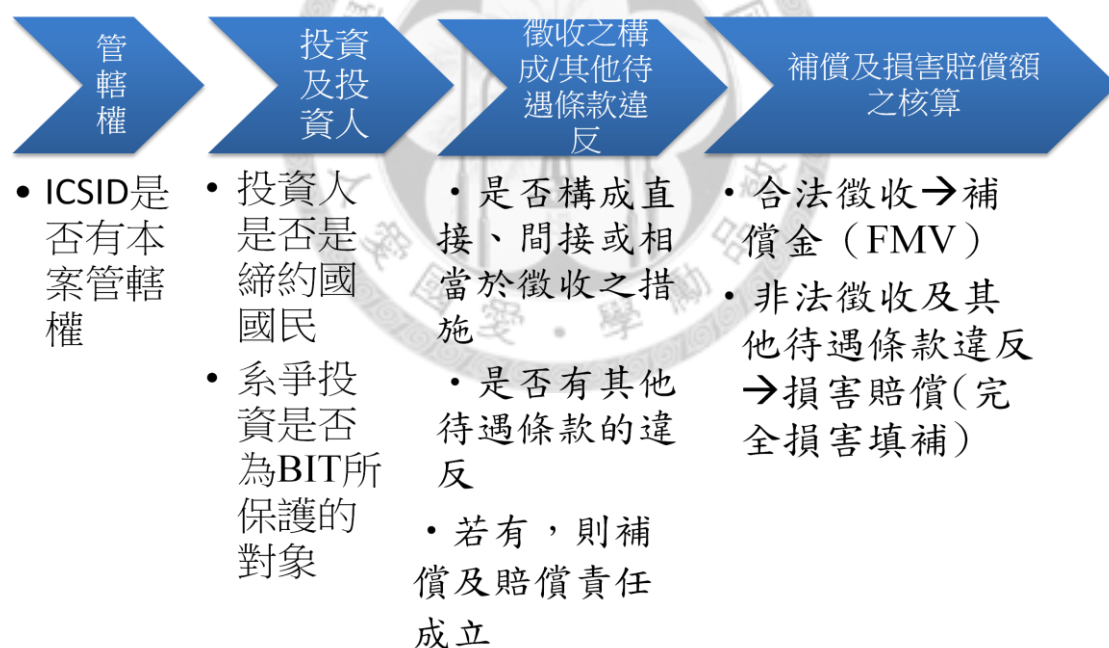 管
轄
權
投資
及投
資人
徵收之構
成/其他待
遇條款違
反
補償及損害賠償額
之核算
• ICSID是
否有本
案管轄
權
• 投資人
是否是
締約國
國民
• 系爭投
資是否
為BIT所
保護的
對象
・是否構成直
接、間接或相
當於徵收之措
施
・是否有其他
待遇條款的違
反
・若有，則補
償及賠償責任
成立
・合法徵收→補
償金（FMV）
・非法徵收及其
他待遇條款違反
→損害賠償(完
全損害填補)